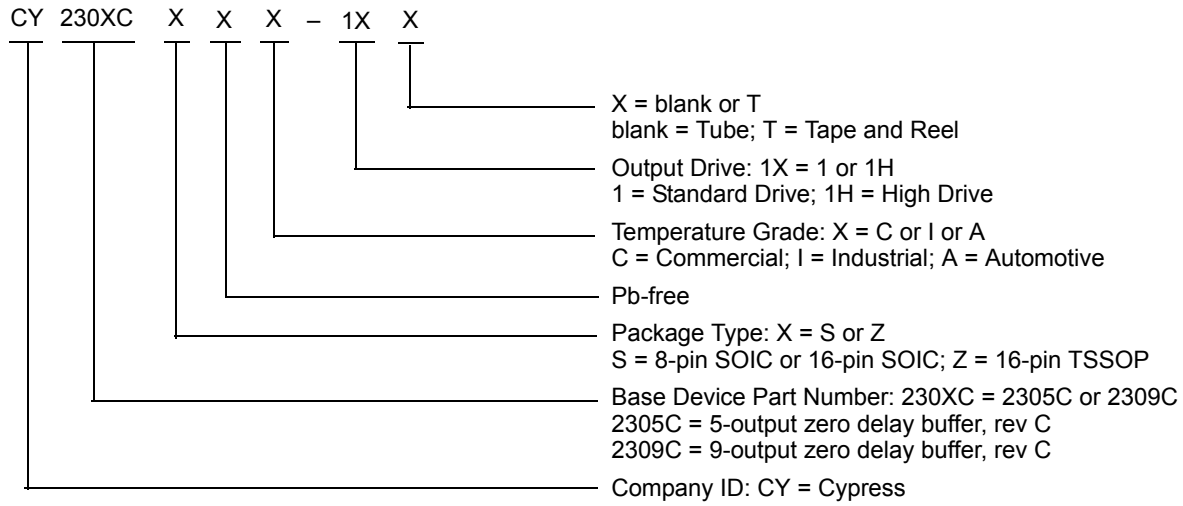 CY 230XC X X X – 1X X
X = blank or T
blank = Tube; T = Tape and Reel
Output Drive: 1X = 1 or 1H
1 = Standard Drive; 1H = High Drive
Temperature Grade: X = C or I or A
C = Commercial; I = Industrial; A = Automotive
Pb-free
Package Type: X = S or Z
S = 8-pin SOIC or 16-pin SOIC; Z = 16-pin TSSOP
Base Device Part Number: 230XC = 2305C or 2309C
2305C = 5-output zero delay buffer, rev C
2309C = 9-output zero delay buffer, rev C
Company ID: CY = Cypress